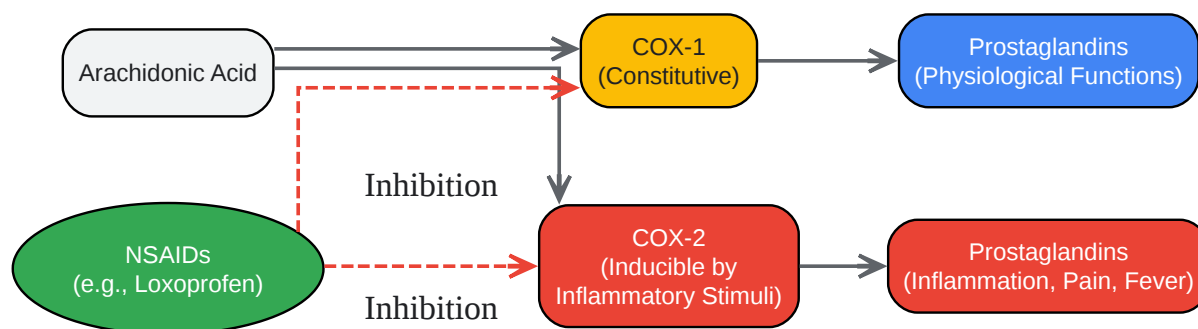 Arachidonic Acid
COX-1
(Constitutive)
Prostaglandins
(Physiological Functions)
Inhibition
NSAIDs
(e.g., Loxoprofen)
Inhibition
COX-2
(Inducible by
Inflammatory Stimuli)
Prostaglandins
(Inflammation, Pain, Fever)